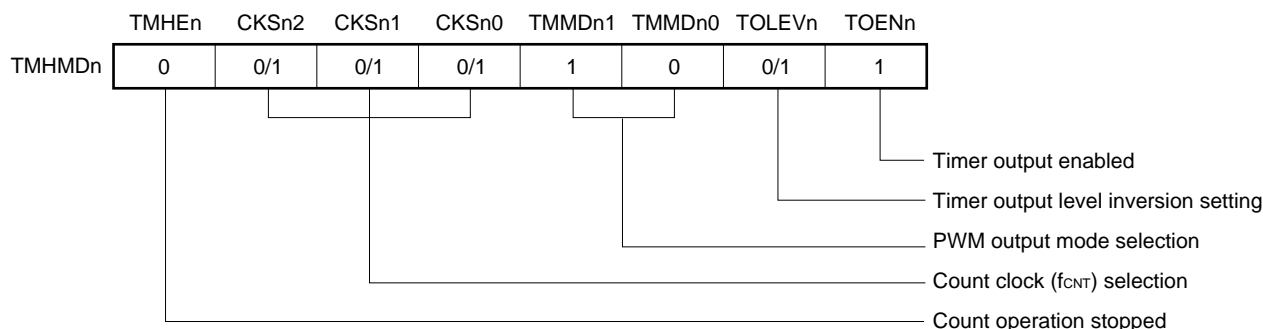 TMHEn CKSn2 CKSn1 CKSn0 TMMDn1 TMMDn0 TOLEVn TOENn
TMHMDn 0 0/1 0/1 0/1 1 0 0/1 1
Timer output enabled
Timer output level inversion setting
PWM output mode selection
Count clock (fCNT) selection
Count operation stopped